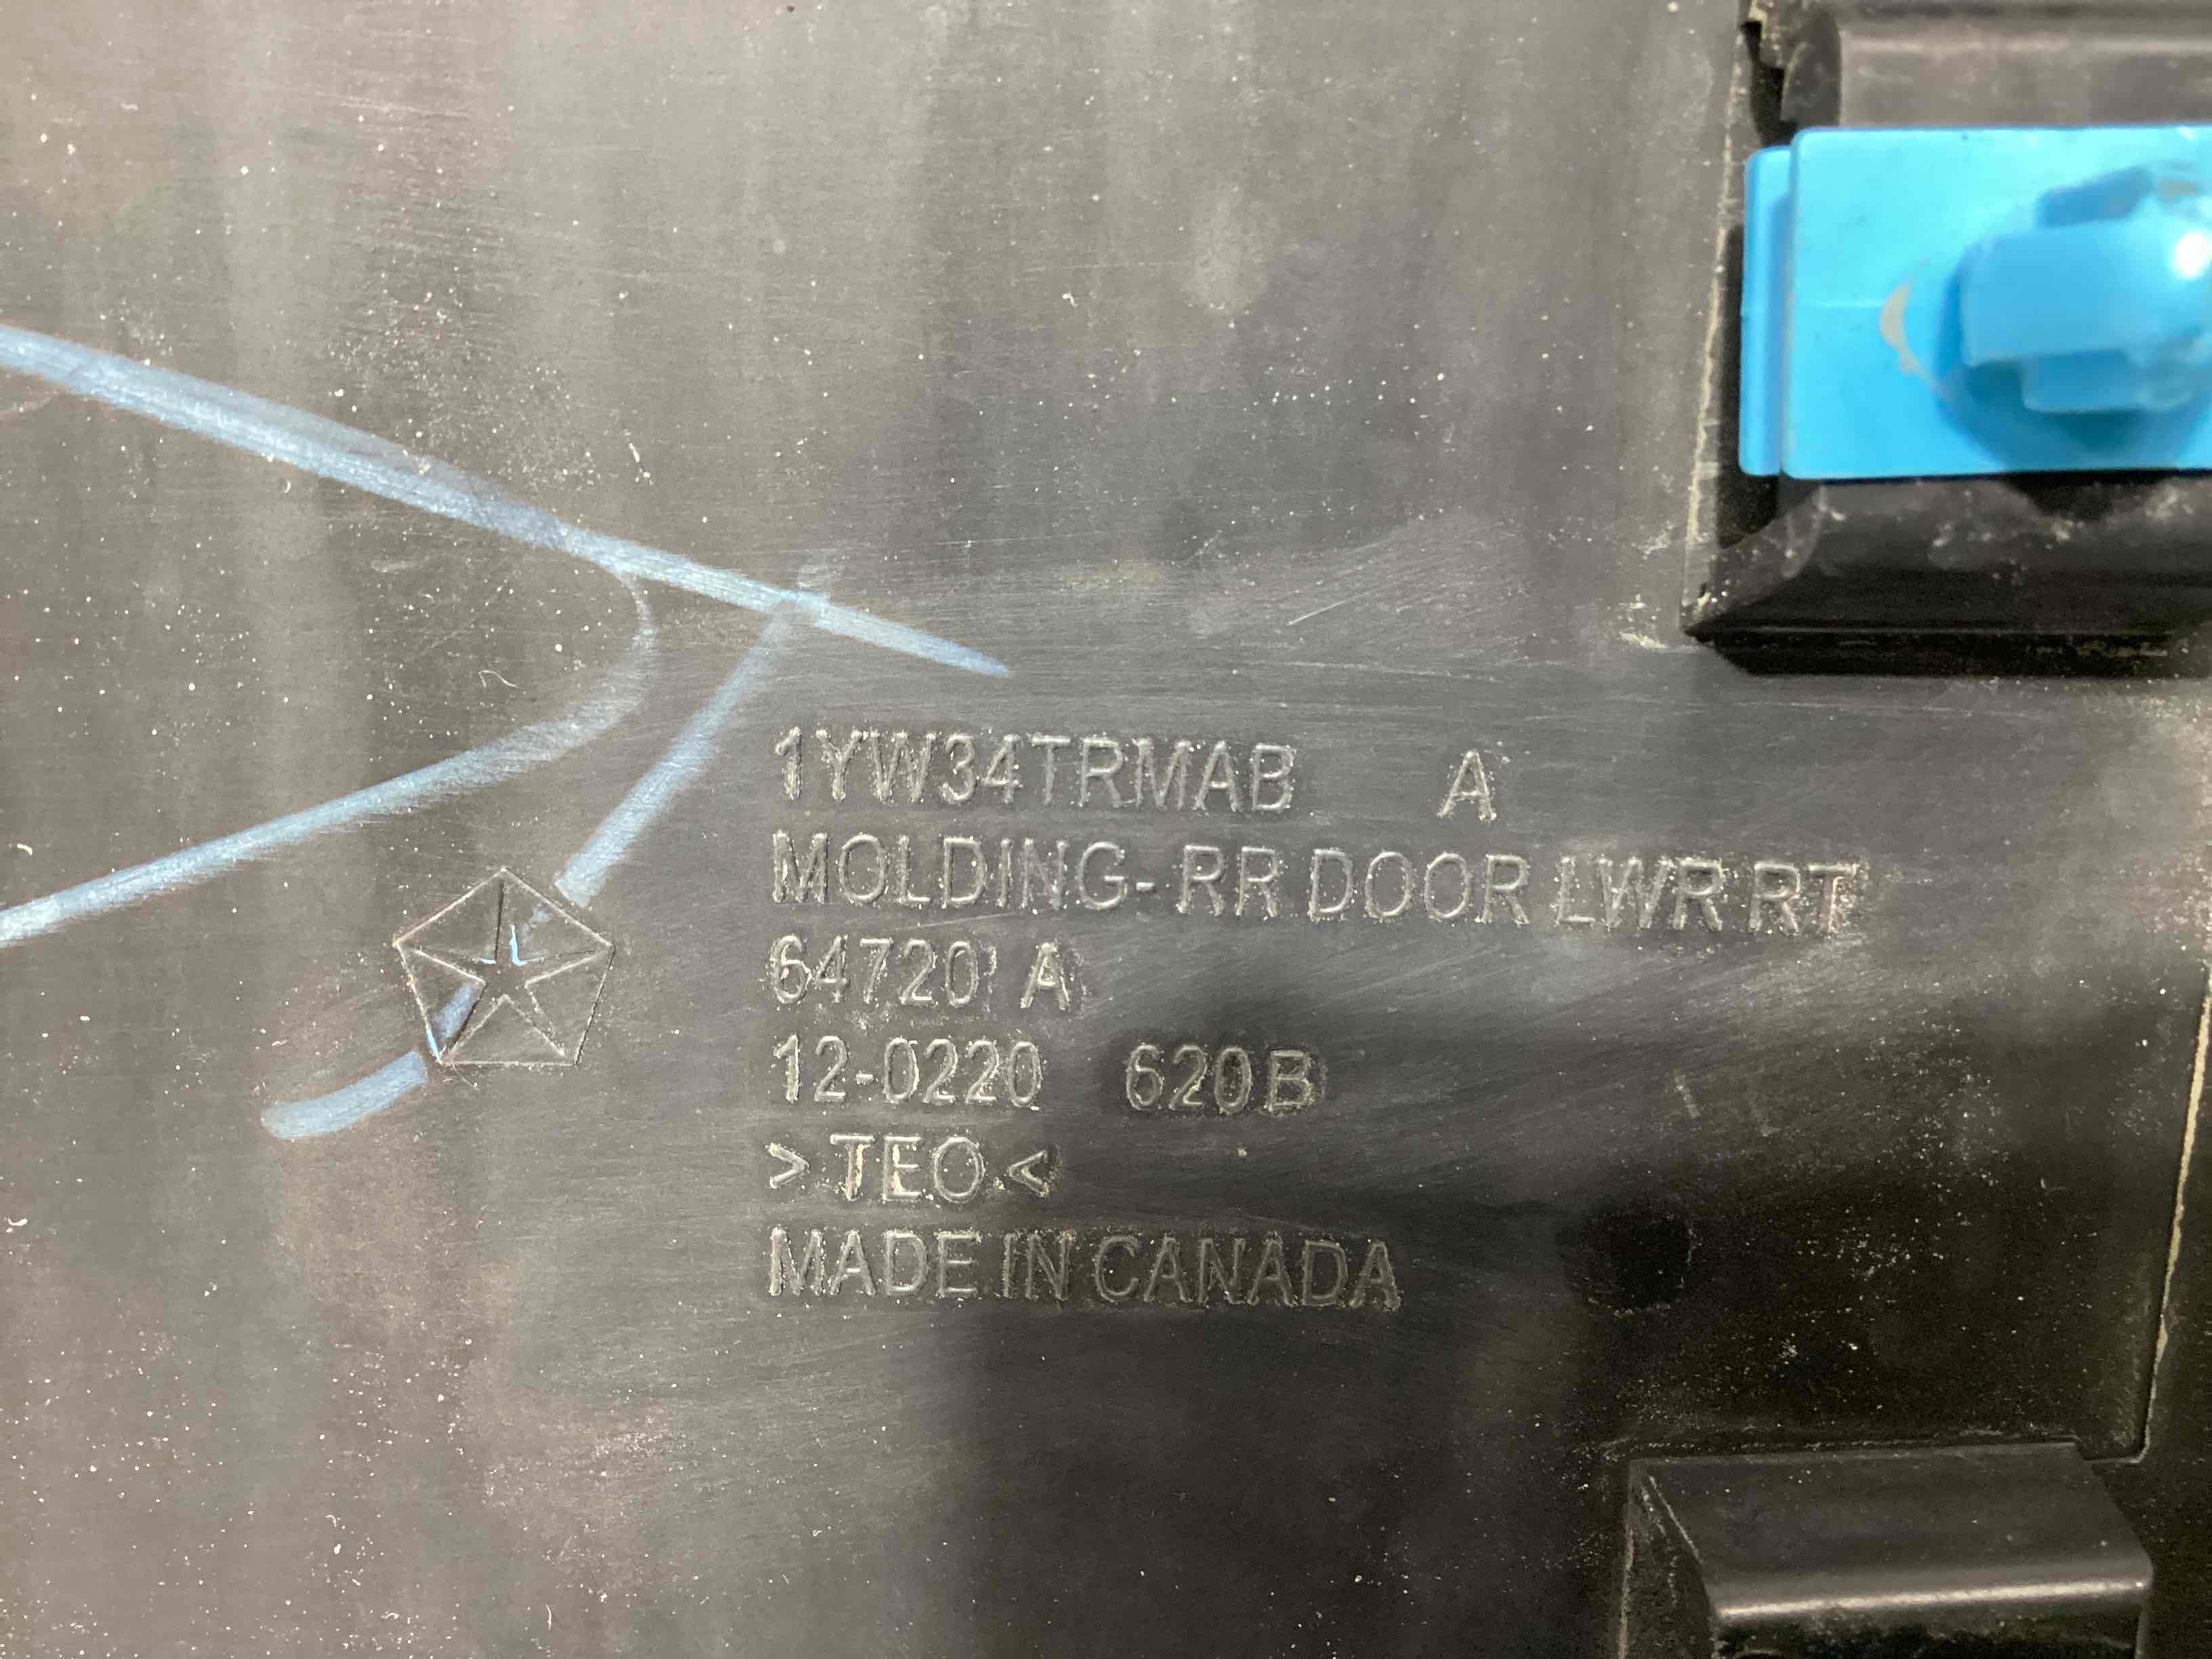 1YW34TRMAB A
MOLDING- RR DOOR LWR RT
64720 A
12-0220 620B
>TEO<
MADE IN CANADA